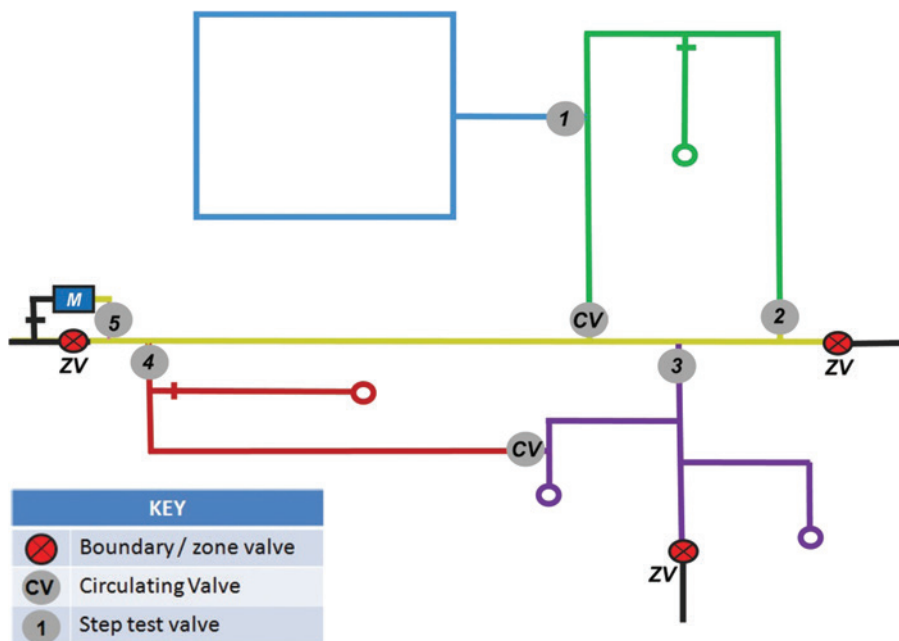 1
M
5
CV
2
ZV
4
3
ZV
CV
ZV
KEY
Boundary / zone valve
CV Circulating Valve
1 Step test valve